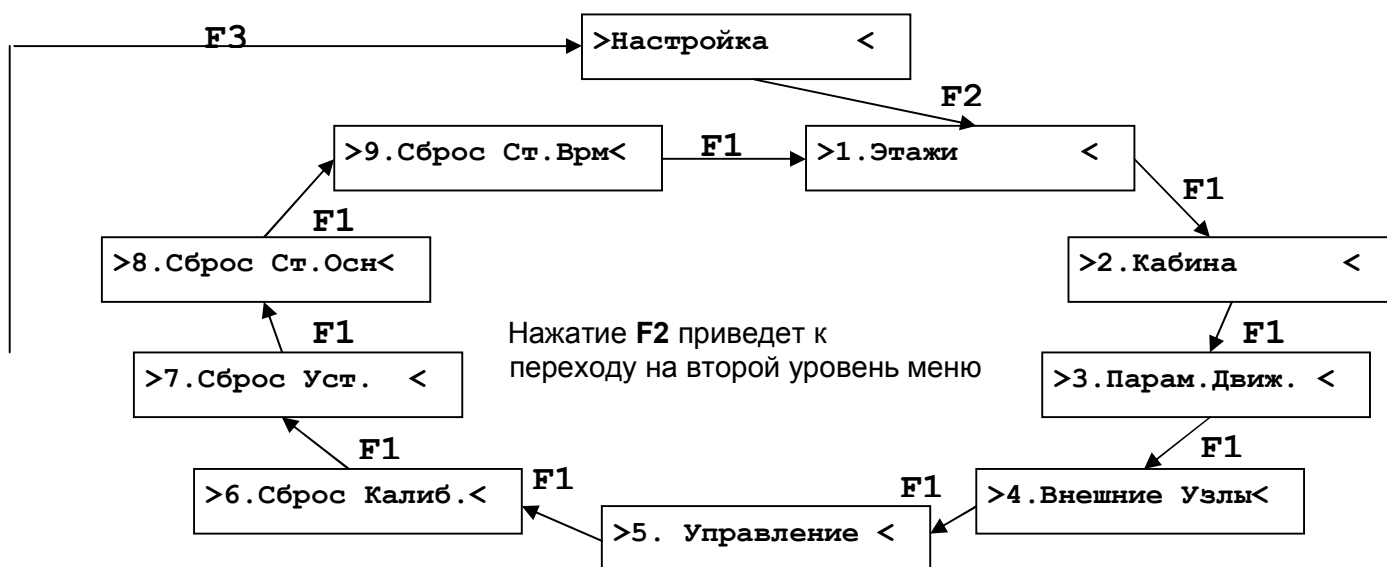 F3
>Настройка <
F2
>9.Сброс Ст.Врм<
F1
>1.Этажи <
F1
F1
>8.Сброс Ст.Осн<
>2.Кабина <
F1
Нажатие F2 приведет к
F1
переходу на второй уровень меню
>7.Сброс Уст. <
>3.Парам.Движ. <
F1
F1
>6.Сброс Калиб.<
F1
F1
>4.Внешние Узлы<
>5. Управление <